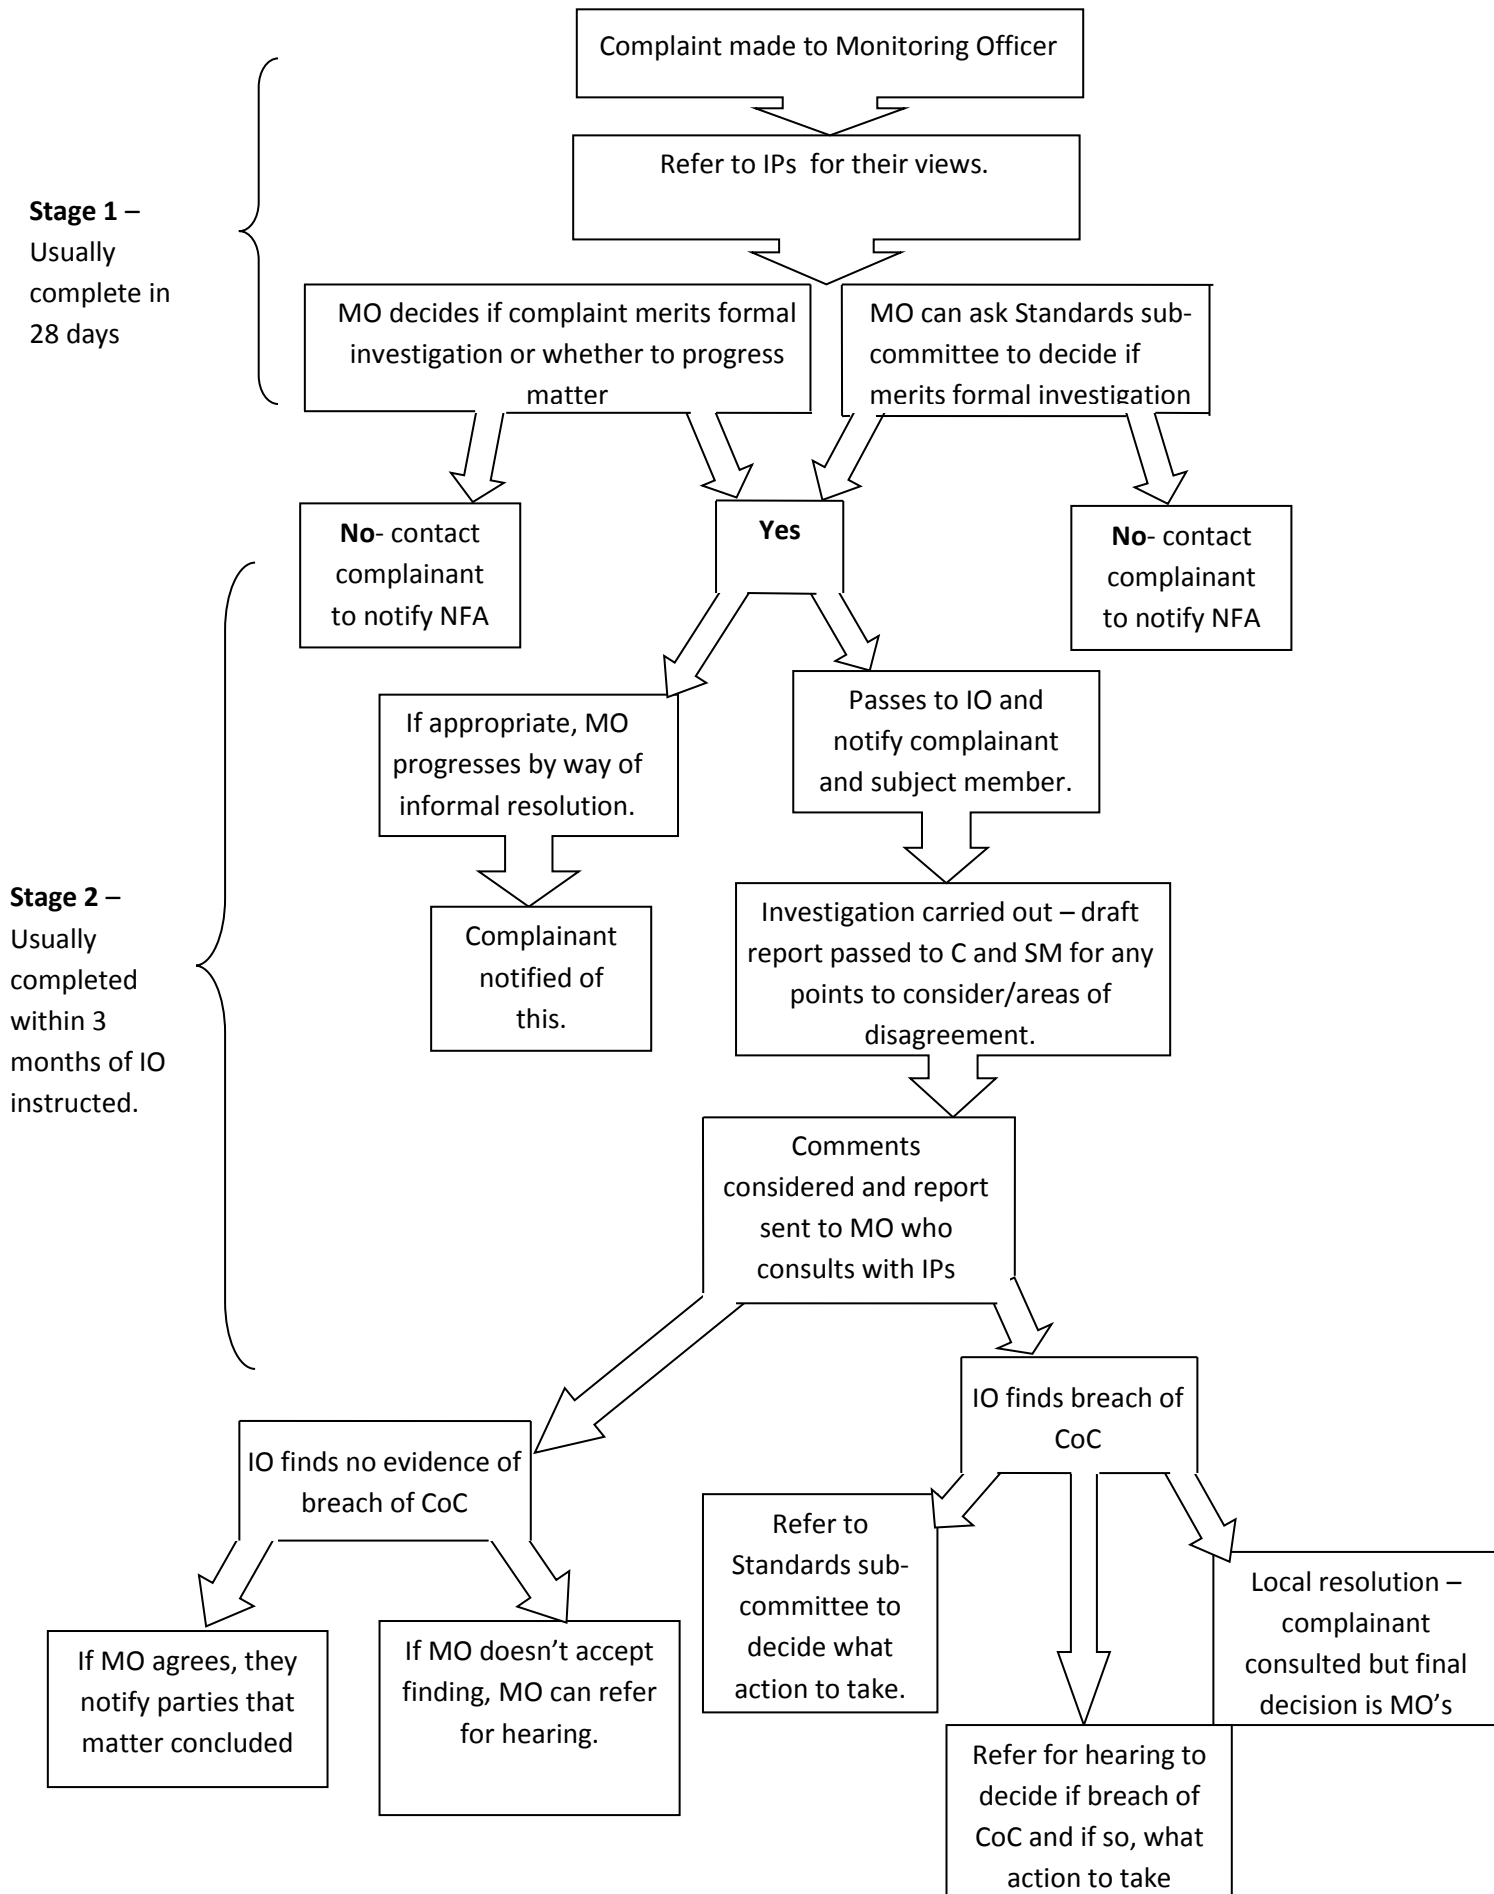 Complaint made to Monitoring Officer
Refer to IPs  for their views.
Stage 1 –
Usually
complete in
28 days
MO decides if complaint merits formal
investigation or whether to progress
matter
MO can ask Standards sub-
committee to decide if
merits formal investigation
No- contact
complainant
to notify NFA
Yes
No- contact
complainant
to notify NFA
If appropriate, MO
progresses by way of
informal resolution.
Passes to IO and
notify complainant
and subject member.
Stage 2 –
Usually
completed
within 3
months of IO
instructed.
Complainant
notified of
this.
Investigation carried out – draft
report passed to C and SM for any
points to consider/areas of
disagreement.
Comments
considered and report
sent to MO who
consults with IPs
IO finds no evidence of
breach of CoC
IO finds breach of
CoC
If MO agrees, they
notify parties that
matter concluded
If MO doesn’t accept
finding, MO can refer
for hearing.
Refer to
Standards sub-
committee to
decide what
action to take.
Local resolution –
complainant
consulted but final
decision is MO’s
Refer for hearing to
decide if breach of
CoC and if so, what
action to take